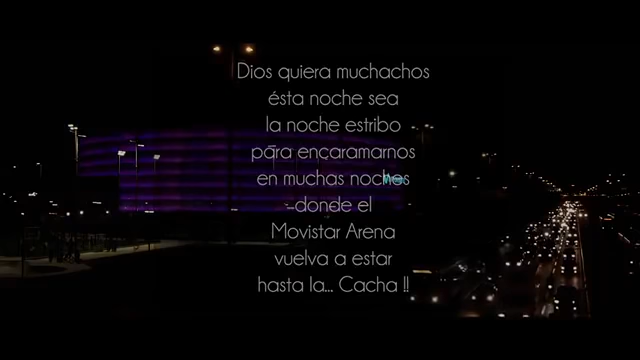 Dios quiera muchachos
ésta noche sea
la noche estribo
para encaramarnos
en muchas noches
donde el
Movistar Arena
vuelva a estar
hasta la... Cacha !!